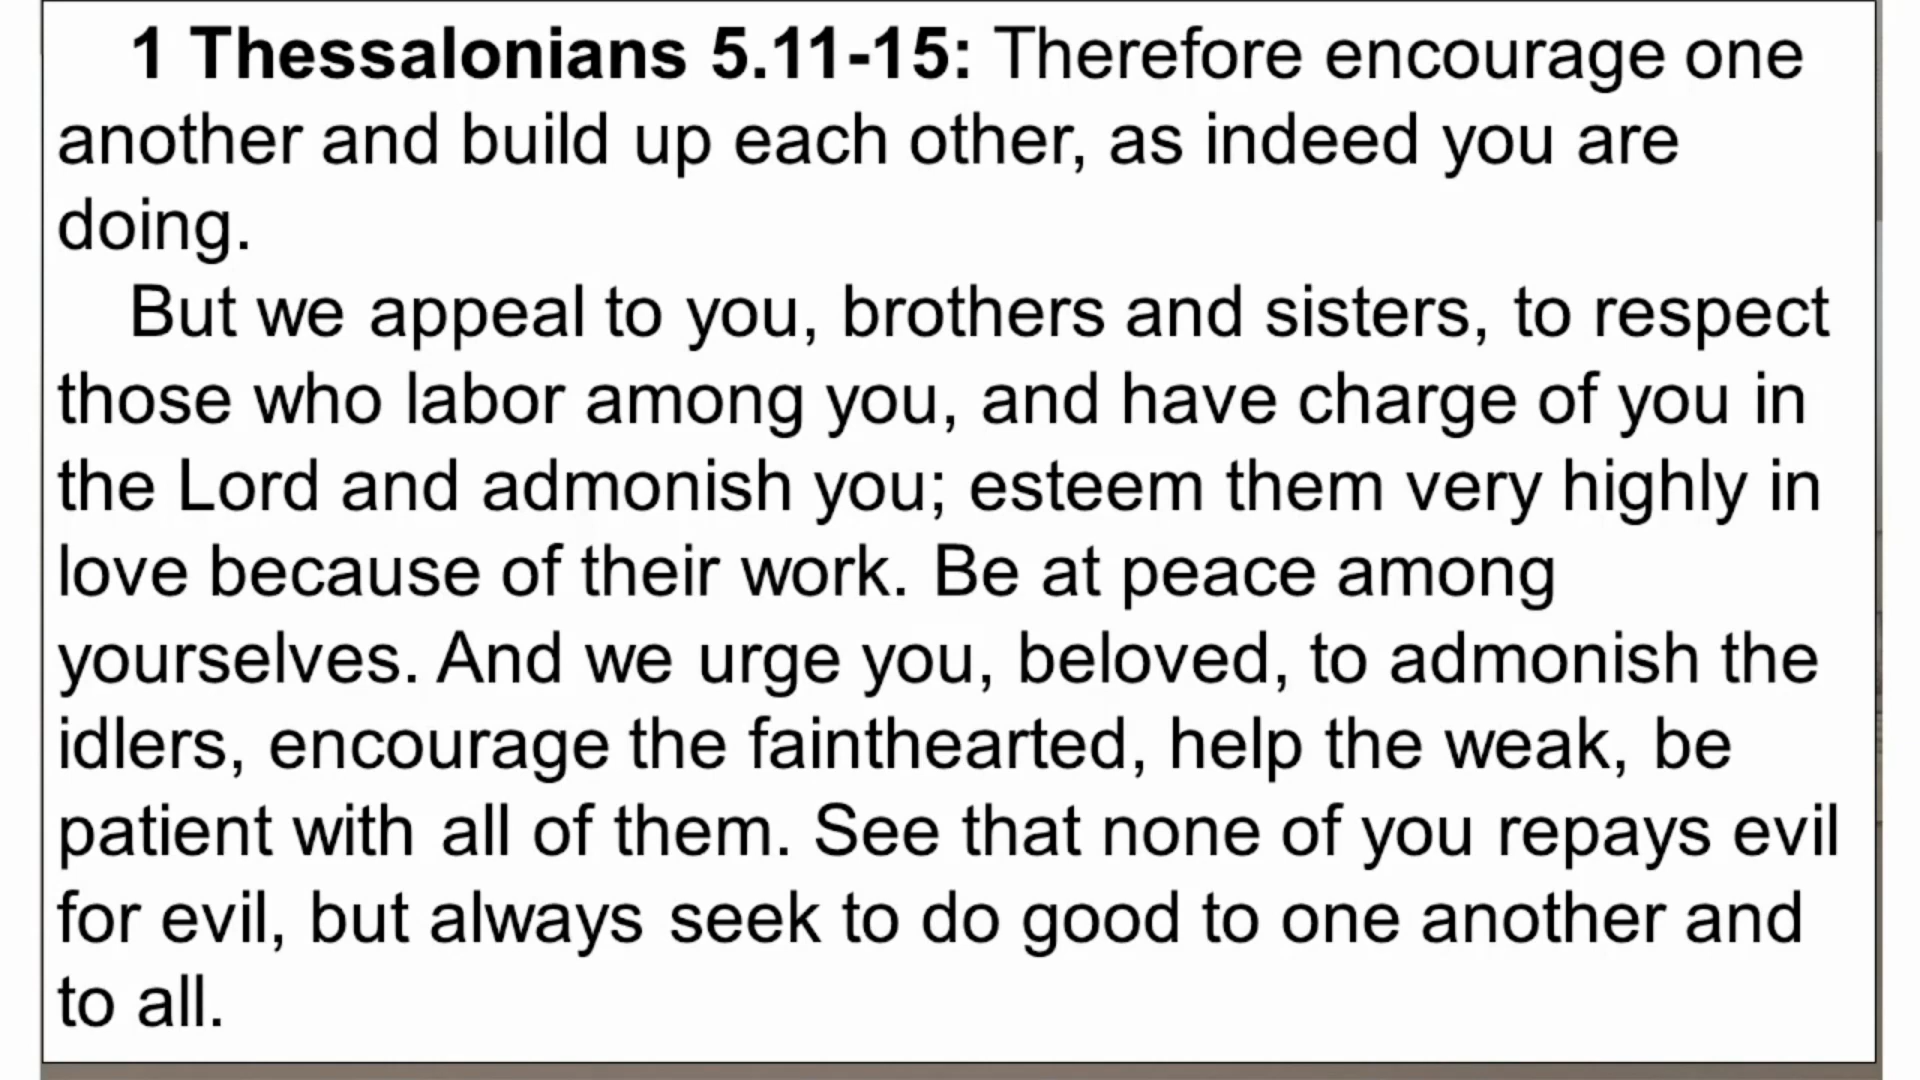 1 Thessalonians 5.11-15: Therefore encourage one
another and build up each other, as indeed you are
doing.
But we appeal to you, brothers and sisters, to respect
those who labor among you, and have charge of you in
the Lord and admonish you; esteem them very highly in
love because of their work. Be at peace among
yourselves. And we urge you, beloved, to admonish the
idlers, encourage the fainthearted, help the weak, be
patient with all of them. See that none of you repays evil
for evil, but always seek to do good to one another and
to all.